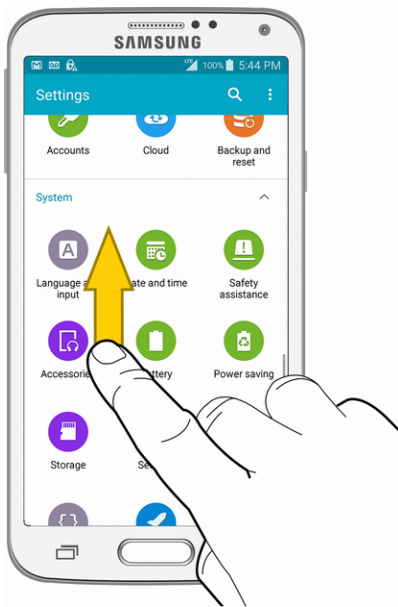 SAMSUNG
LTE 100% 5:44 PM
Settings
Accounts Cloud Backup and
reset
System
A
Language
input
ate and time
Safety
assistance
Accessorie
ttery
Power saving
Storage
Se